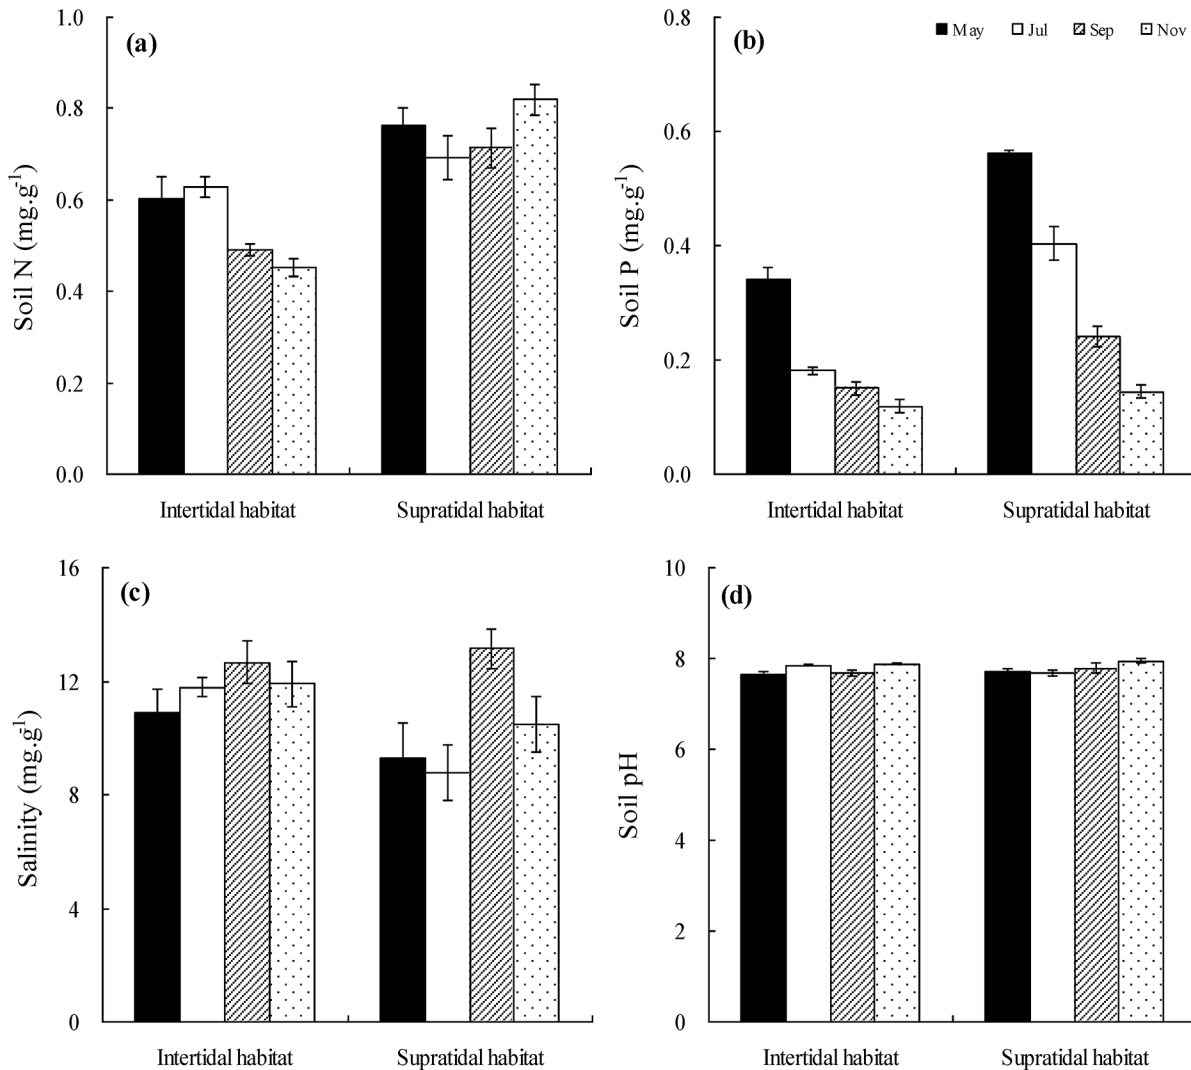 (a)
Soil N (mg.g-1)
1.0
0.8
0.6
0.4
0.2
0.0
Intertidal habitat Supratidal habitat
(b)
May Jul Sep Nov
Soil P (mg.g-1)
0.8
0.6
0.4
0.2
0.0
Intertidal habitat Supratidal habitat
(c)
Salinity (mg.g-1)
16
12
8
4
0
Intertidal habitat Supratidal habitat
(d)
Soil pH
10
8
6
4
2
0
Intertidal habitat Supratidal habitat